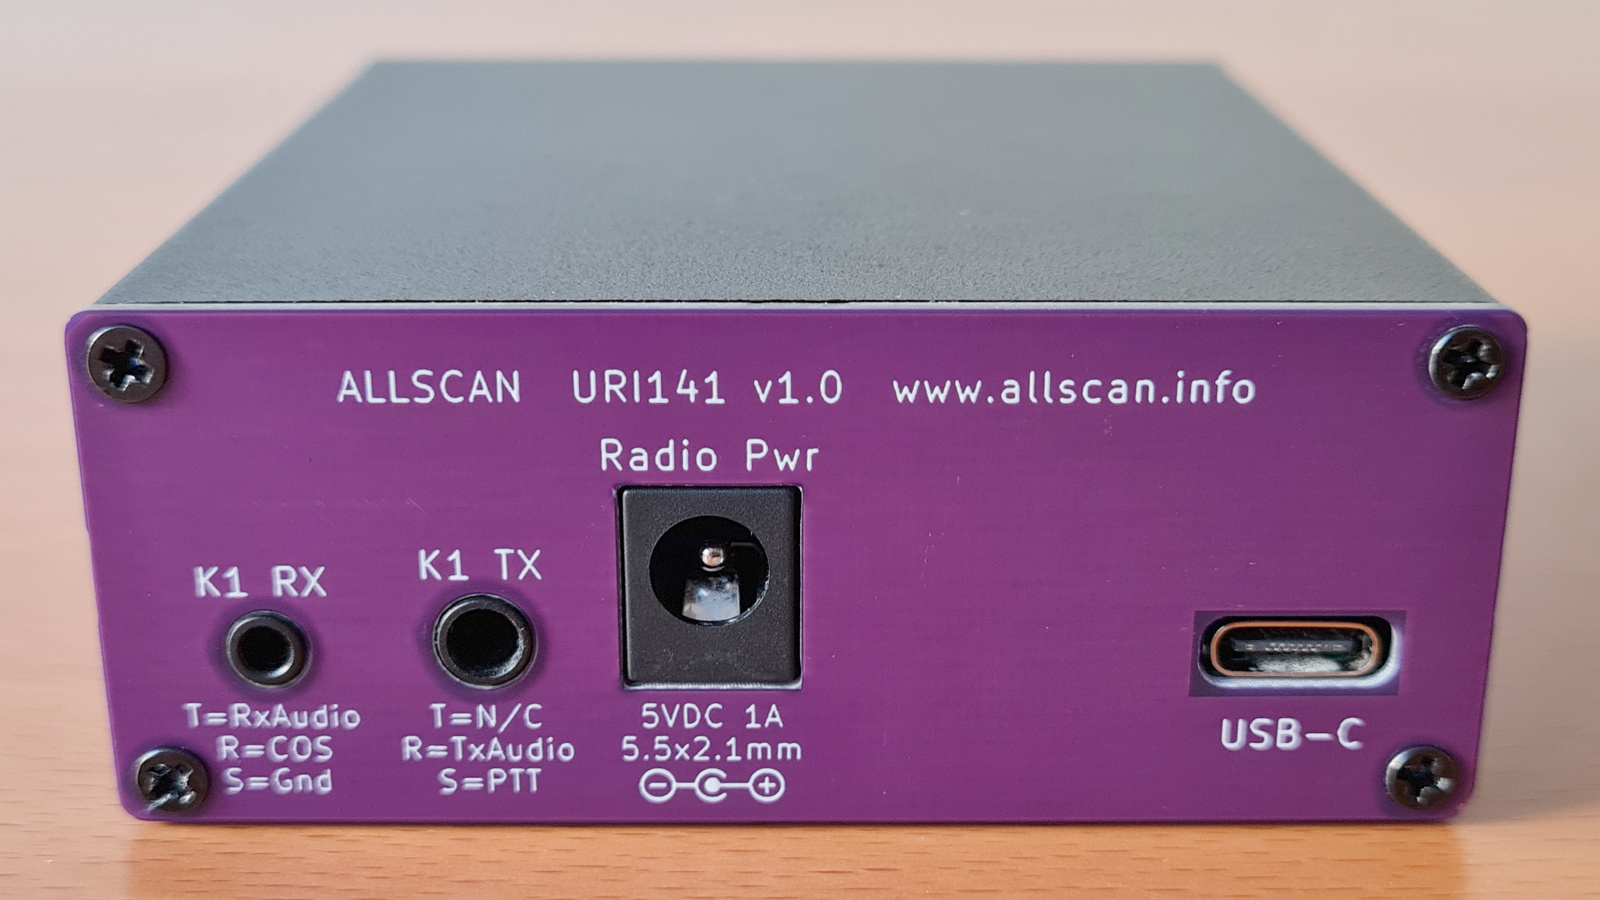 ALLSCAN URI141 v1.0 www.allscan.info
Radio Pwr
K1 RX
K1 TX
T=RxAudio
R=COS
S=Gnd
T=N/C
R=TxAudio
S=PTT
5VDC 1A
5.5x2.1mm
USB-C